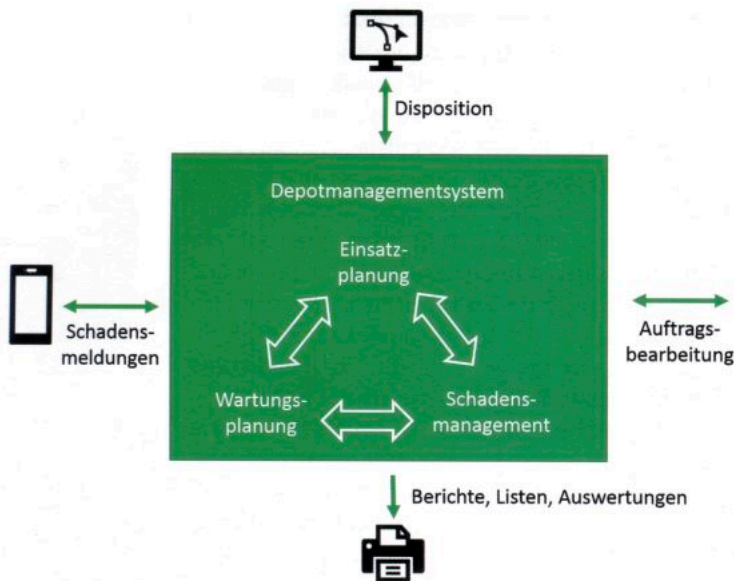 Disposition
Depotmanagementsystem
Einsatz-
planung
Schadens-
meldungen
Auftrags-
bearbeitung
Wartungs-
planung
Schadens-
management
Berichte, Listen, Auswertungen